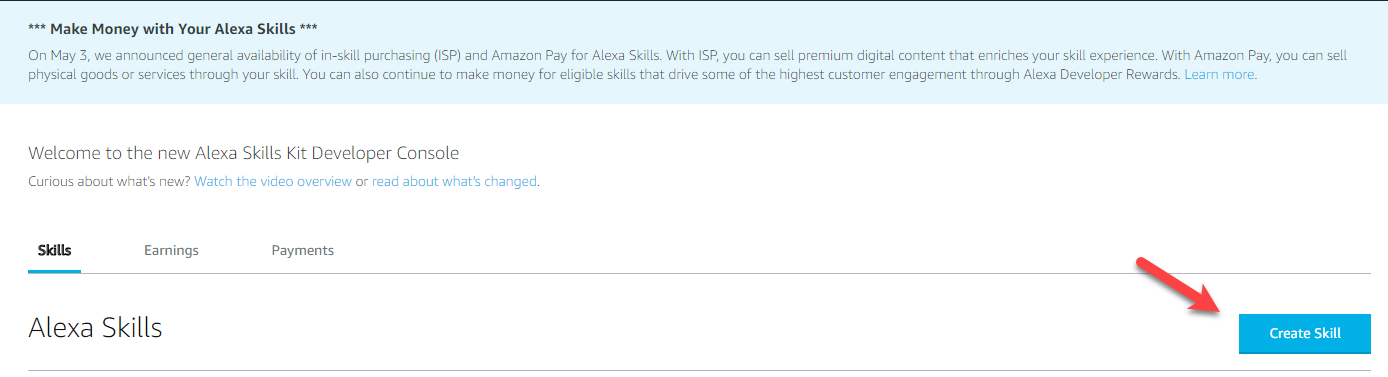 *** Make Money with Your Alexa Skills ***
On May 3, we announced general availability of in-skill purchasing (ISP) and Amazon Pay for Alexa Skills. With ISP, you can sell premium digital content that enriches your skill experience. With Amazon Pay, you can sell
physical goods or services through your skill. You can also continue to make money for eligible skills that drive some of the highest customer engagement through Alexa Developer Rewards. Learn more.
Welcome to the new Alexa Skills Kit Developer Console
Curious about what's new? Watch the video overview or read about what's changed.
Skills Earnings Payments
Alexa Skills
Create Skill